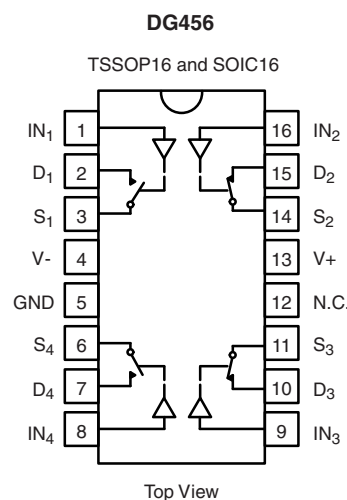 DG456
TSSOP16 and SOIC16
IN1 1 16 IN2
D1 2 15 D2
S1 3 14 S2
V- 4 13 V+
GND 5 12 N.C.
S4 6 11 S3
D4 7 10 D3
IN4 8 9 IN3
Top View